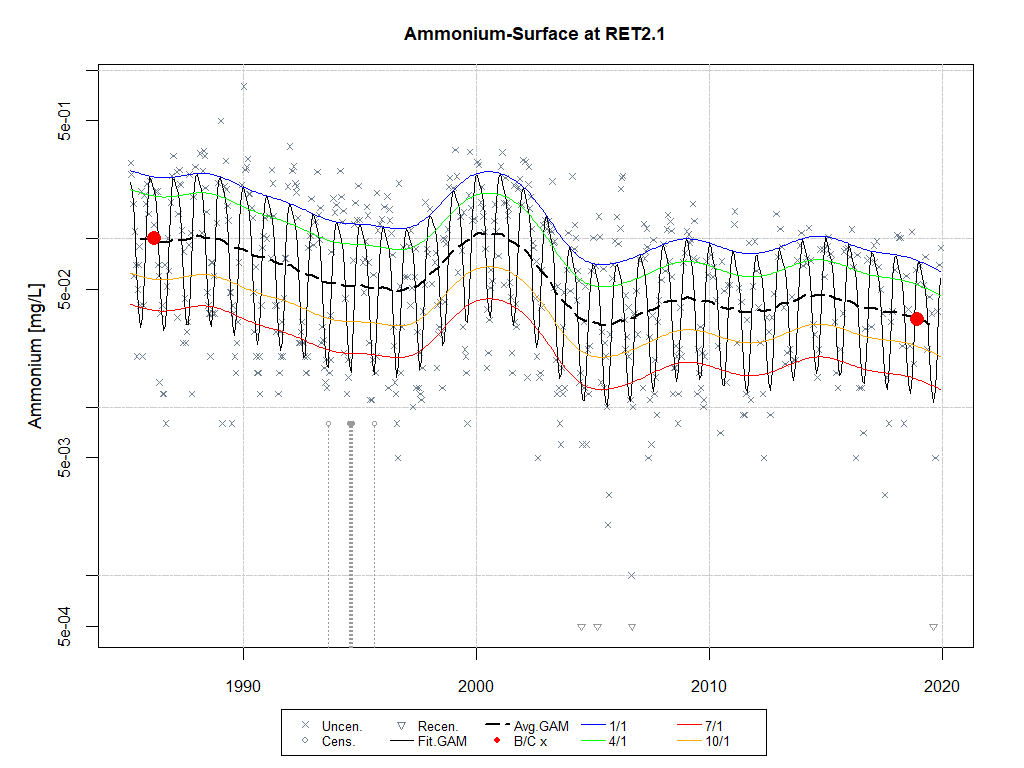 Ammonium-Surface at RET2.1
Ammonium [mg/L]
5e-01
5e-02
5e-03
5e-04
1990 2000 2010 2020
Uncen. Recen. Avg.GAM 1/1 7/1
Cens. Fit.GAM B/C x 4/1 10/1